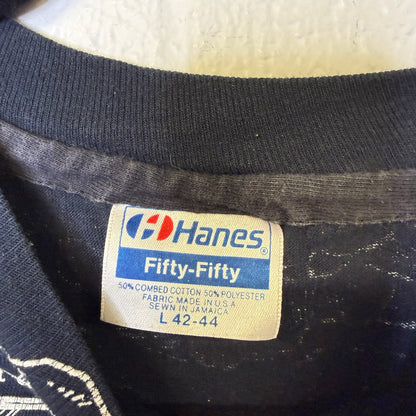 Hanes®
Fifty-Fifty
50% COMBED COTTON 50% POLYESTER
FABRIC MADE IN U.S.A.
SEWN IN JAMAICA
L 42-44